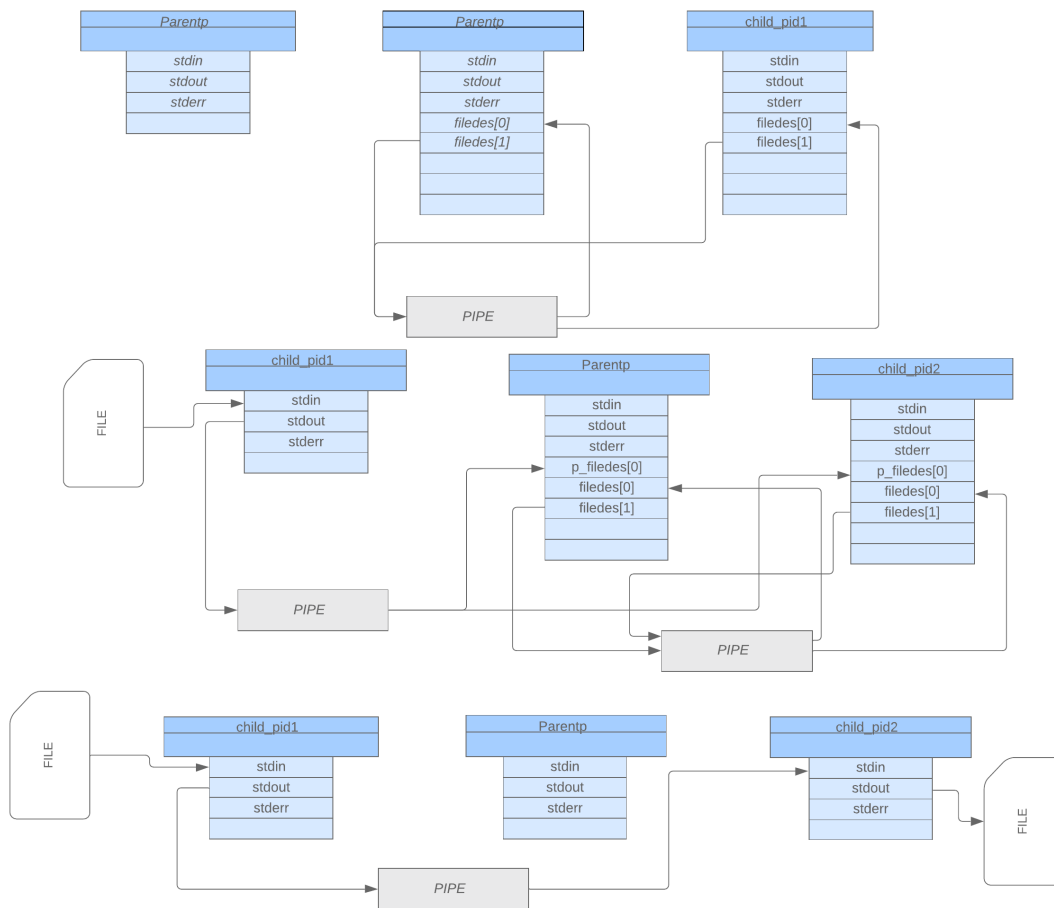 Parentp
stdin
stdout
stderr
Parentp
stdin
stdout
stderr
filedes[0]
filedes[1]
child_pid1
stdin
stdout
stderr
filedes[0]
filedes[1]
PIPE
FILE
child_pid1
stdin
stdout
stderr
Parentp
stdin
stdout
stderr
p_filedes[0]
filedes[0]
filedes[1]
child_pid2
stdin
stdout
stderr
p_filedes[0]
filedes[0]
filedes[1]
PIPE
PIPE
FILE
child_pid1
stdin
stdout
stderr
Parentp
stdin
stdout
stderr
child_pid2
stdin
stdout
stderr
FILE
PIPE